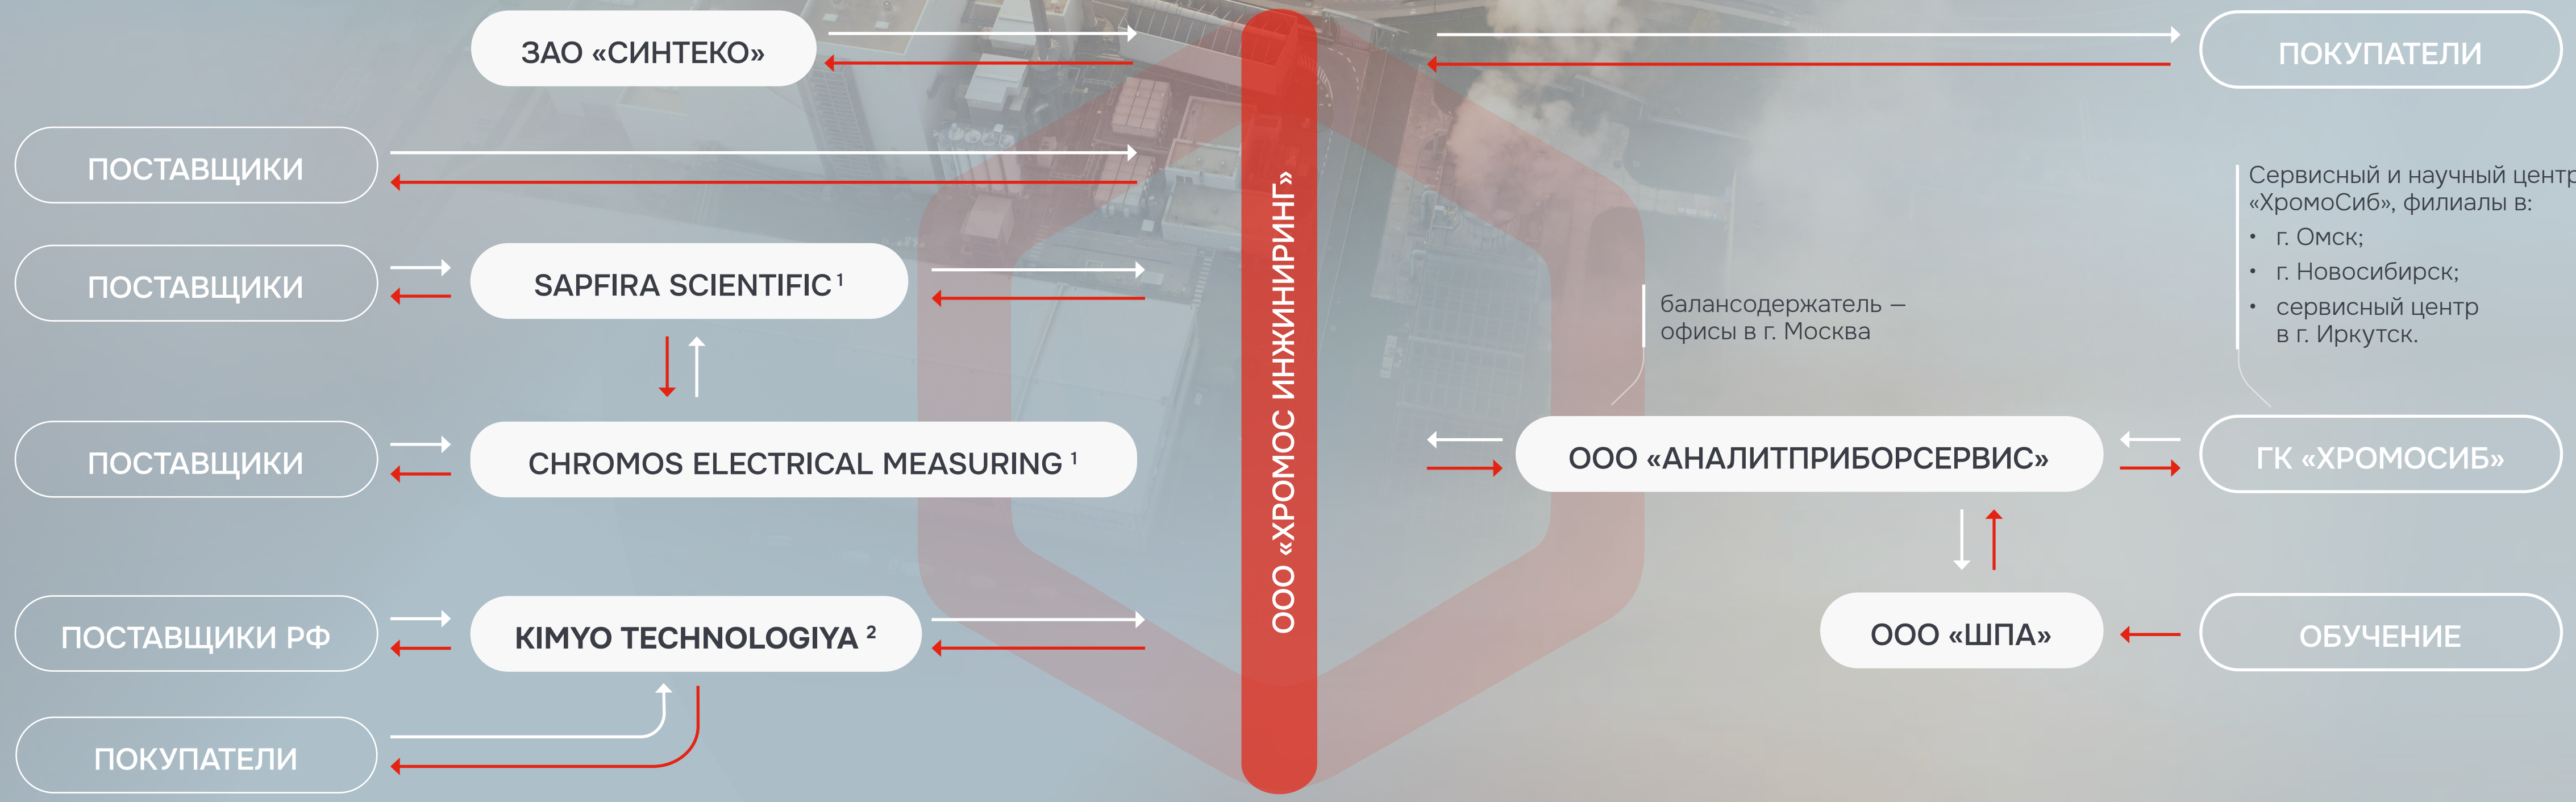 ЗАО «СИНТЕКО»
ПОСТАВЩИКИ
ПОСТАВЩИКИ
SAPFIRA SCIENTIFIC 1
ПОСТАВЩИКИ
CHROMOS ELECTRICAL MEASURING 1
ПОСТАВЩИКИ РФ
KIMYO TECHNOLOGIYA 2
ПОКУПАТЕЛИ
ООО «ХРОМОС ИНЖИНИРИНГ»
ПОКУПАТЕЛИ
Сервисный и научный центр
«ХромоСиб», филиалы в:
• г. Омск;
• г. Новосибирск;
• сервисный центр
в г. Иркутск.
балансодержатель —
офисы в г. Москва
ООО «АНАЛИТПРИБОРСЕРВИС»
ГК «ХРОМОСИБ»
ООО «ШПА»
ОБУЧЕНИЕ